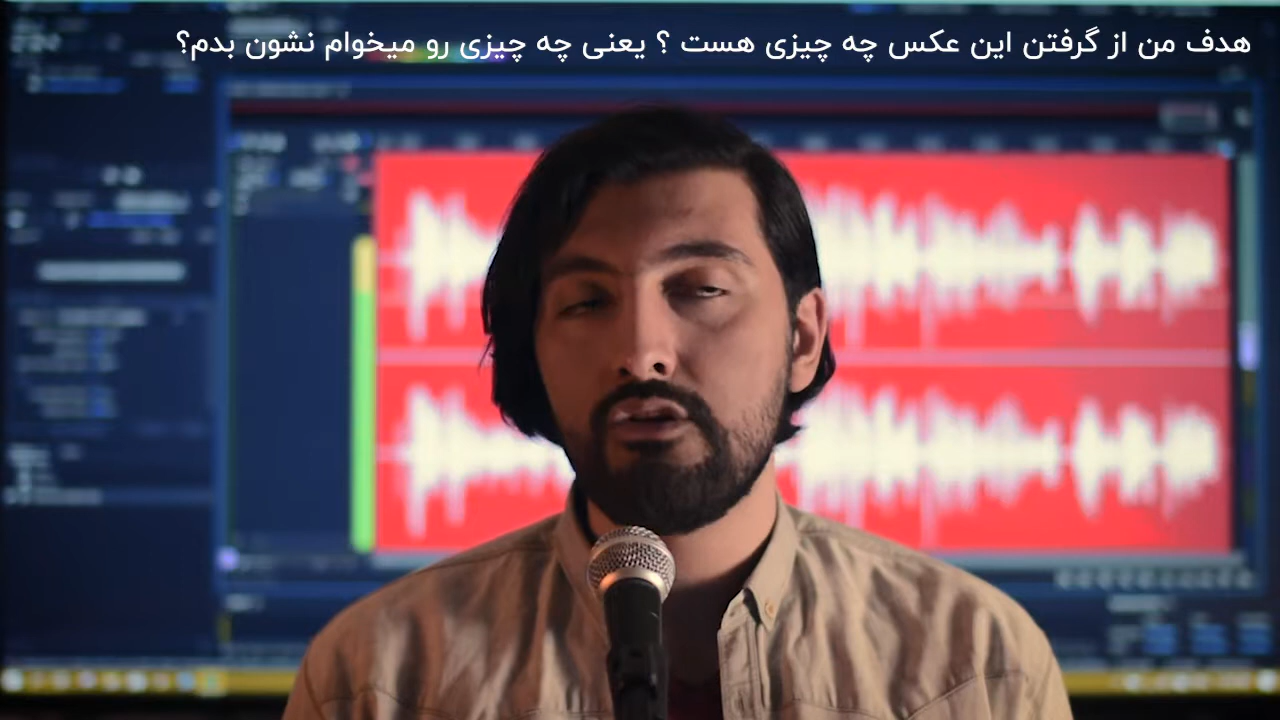 هدف من از گرفتن این عکس چه چیزی هست ؟ یعنی چه چیزی رو میخوام نشون بدم؟